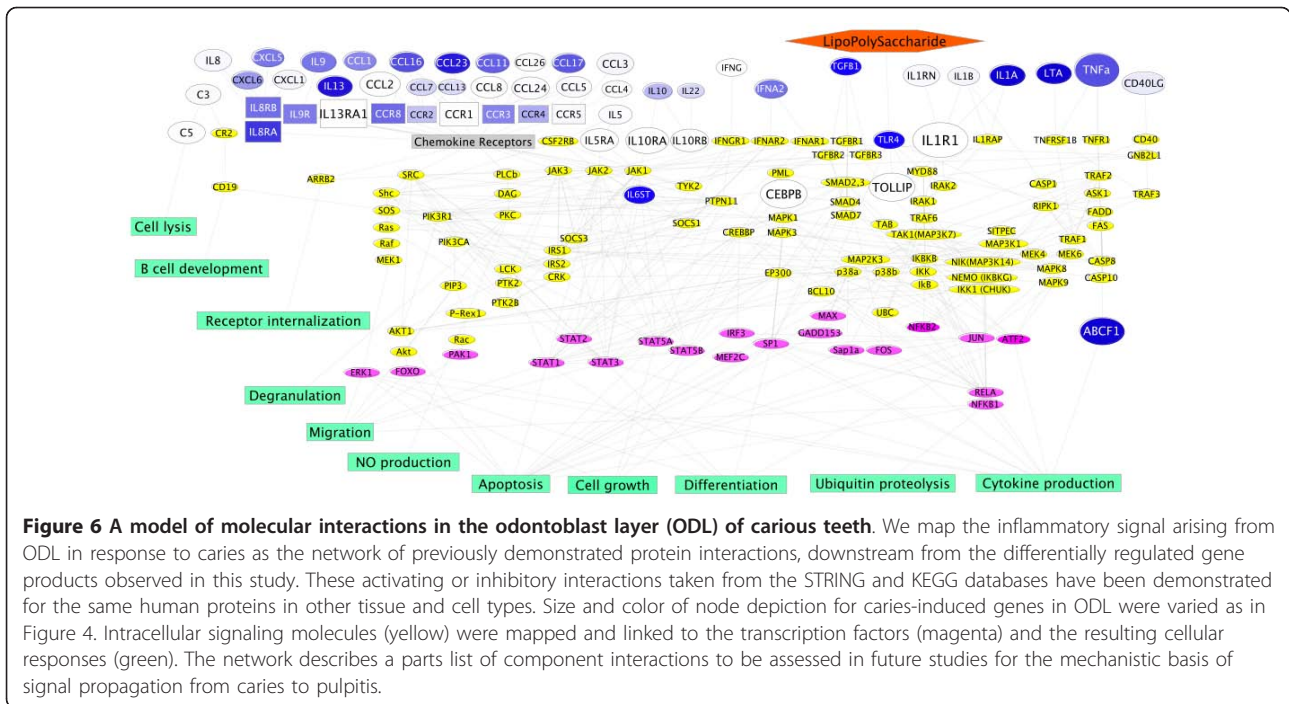 LipoPolySaccharide
IL8 CXCL5 IL9 CCL1 CCL16 CCL23 CCL11 CCL26 CCL17 CCL3 IFNG TGFB1 IL1RN IL1B IL1A LTA TNFa CD40LG
CXCL6 CXCL1 IL13 CCL2 CCL7 CCL13 CCL8 CCL24 CCL5 CCL4 IL10 IL22 IFNA2
C3 IL8RB IL9R IL13RA1 CCR8 CCR2 CCR1 CCR3 CCR4 CCR5 IL5
C5 CR2 IL8RA Chemokine Receptors CSF2RB IL5RA IL10RA IL10RB IFNGR1 IFNAR2 IFNAR1 TGFBR1 TLR4 IL1R1 IL1RAP TNFRSF1B TNFR1 CD40
TGFBR2 TGFBR3 GNB2L1
CD19 ARRB2 SRC PLCb JAK3 JAK2 JAK1 PML MYD88 TRAF2
Shc DAG IL6ST TYK2 CEBPB SMAD2,3 TOLLIP IRAK2 CASP1 ASK1 TRAF3
SOS PIK3R1 PKC PTPN11 SMAD4 IRAK1 RIPK1 FADD
Cell lysis Ras SOCS1 CREBBP MAPK1 SMAD7 TRAF6 FAS
Raf PIK3CA SOCS3 MAPK3 TAB TAK1(MAP3K7) SITPEC TRAF1
MEK1 IRS1 MAP3K1 MEK4 MEK6
B cell development LCK IRS2 EP300 MAP2K3 IKBKB NIK(MAP3K14) MAPK8 CASP8
PIP3 PTK2 CRK p38a p38b IKK NEMO (IKBKG) MAPK9 CASP10
PTK2B BCL10 IkB IKK1 (CHUK)
Receptor internalization P-Rex1 MAX UBC
AKT1 Rac STAT2 STAT5A IRF3 SP1 GADD153 NFKB2 JUN ATF2 ABCF1
Akt PAK1 STAT1 STAT3 STAT5B MEF2C Sap1a FOS
ERK1 FOXO
Degranulation RELA
NFKB1
Migration
NO production
Apoptosis Cell growth Differentiation Ubiquitin proteolysis Cytokine production
Figure 6 A model of molecular interactions in the odontoblast layer (ODL) of carious teeth. We map the inflammatory signal arising from
ODL in response to caries as the network of previously demonstrated protein interactions, downstream from the differentially regulated gene
products observed in this study. These activating or inhibitory interactions taken from the STRING and KEGG databases have been demonstrated
for the same human proteins in other tissue and cell types. Size and color of node depiction for caries-induced genes in ODL were varied as in
Figure 4. Intracellular signaling molecules (yellow) were mapped and linked to the transcription factors (magenta) and the resulting cellular
responses (green). The network describes a parts list of component interactions to be assessed in future studies for the mechanistic basis of
signal propagation from caries to pulpitis.